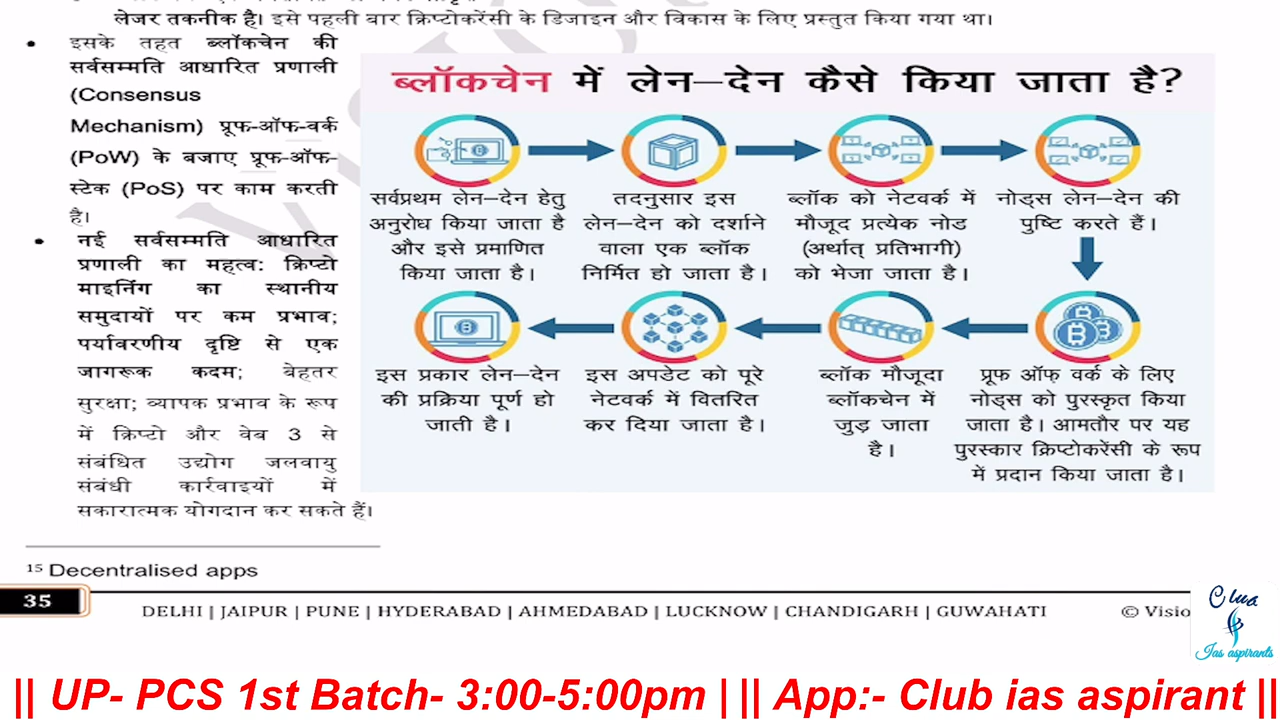 लेजर तकनीक है। इसे पहली बार क्रिप्टोकरेंसी के डिजाइन और विकास के लिए प्रस्तुत किया गया था।
• इसके तहत ब्लॉकचेन की
सर्वसम्मति आधारित प्रणाली
(Consensus
Mechanism) प्रूफ-ऑफ-वर्क
(PoW) के बजाए प्रूफ-ऑफ-
स्टेक (PoS) पर काम करती
है।
• नई सर्वसम्मति आधारित
प्रणाली का महत्व: क्रिप्टो
माइनिंग का स्थानीय
समुदायों पर कम प्रभाव;
पर्यावरणीय दृष्टि से एक
जागरूक कदम; बेहतर
सुरक्षा; व्यापक प्रभाव के रूप
में क्रिप्टो और वेब 3 से
संबंधित उद्योग जलवायु
संबंधी कार्रवाइयों में
सकारात्मक योगदान कर सकते हैं।
ब्लॉकचेन में लेन–देन कैसे किया जाता है?
सर्वप्रथम लेन–देन हेतु
अनुरोध किया जाता है
और इसे प्रमाणित
किया जाता है।
तदनुसार इस
लेन–देन को दर्शाने
वाला एक ब्लॉक
निर्मित हो जाता है।
ब्लॉक को नेटवर्क में
मौजूद प्रत्येक नोड
(अर्थात् प्रतिभागी)
को भेजा जाता है।
नोड्स लेन–देन की
पुष्टि करते हैं।
प्रूफ ऑफ़ वर्क के लिए
नोड्स को पुरस्कृत किया
जाता है। आमतौर पर यह
पुरस्कार क्रिप्टोकरेंसी के रूप
में प्रदान किया जाता है।
ब्लॉक मौजूदा
ब्लॉकचेन में
जुड़ जाता
है।
इस अपडेट को पूरे
नेटवर्क में वितरित
कर दिया जाता है।
इस प्रकार लेन–देन
की प्रक्रिया पूर्ण हो
जाती है।
15 Decentralised apps
35
DELHI | JAIPUR | PUNE | HYDERABAD | AHMEDABAD | LUCKNOW | CHANDIGARH | GUWAHATI
© Visio
Ias aspirants
|| UP- PCS 1st Batch- 3:00-5:00pm | || App:- Club ias aspirant ||